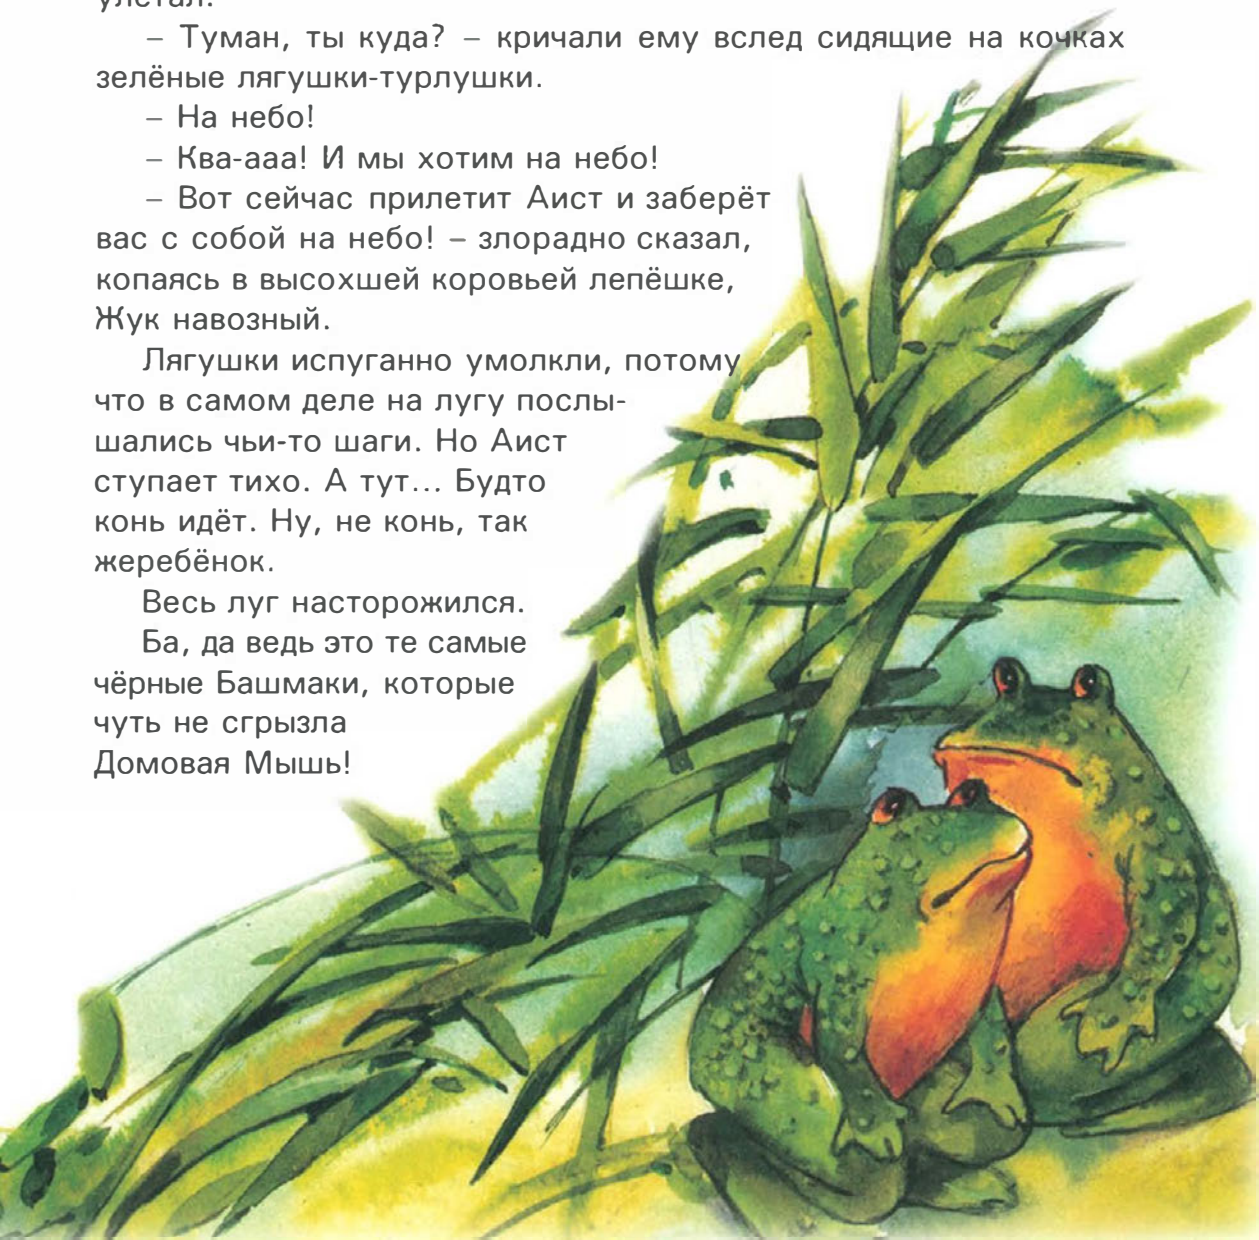 – Туман, ты куда? – кричали ему вслед сидящие на кочках
зелёные лягушки-турлушки.
– На небо!
– Ква-ааа! И мы хотим на небо!
– Вот сейчас прилетит Аист и заберёт
вас с собой на небо! – злорадно сказал,
копаясь в высохшей коровьей лепёшке,
Жук навозный.
Лягушки испуганно умолкли, потому
что в самом деле на лугу послы-
шались чьи-то шаги. Но Аист
ступает тихо. А тут... Будто
конь идёт. Ну, не конь, так
жеребёнок.
Весь луг насторожился.
Ба, да ведь это те самые
чёрные Башмаки, которые
чуть не сгрызла
Домовая Мышь!